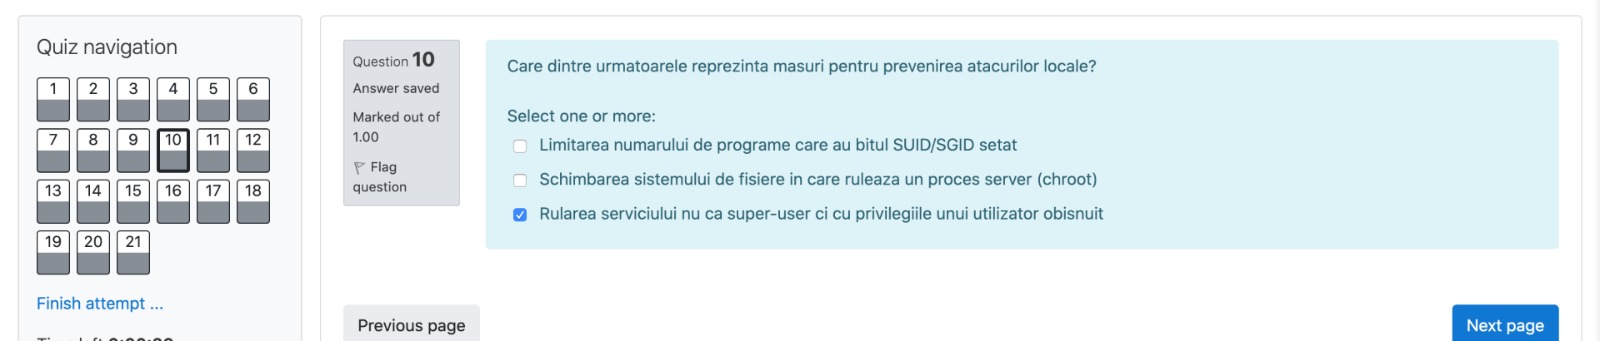 Quiz navigation
1 2 3 4 5 6
7 8 9 10 11 12
13 14 15 16 17 18
19 20 21
Finish attempt ...
Question 10
Answer saved
Marked out of
1.00
Flag
question
Care dintre urmatoarele reprezinta masuri pentru prevenirea atacurilor locale?
Select one or more:
Limitarea numarului de programe care au bitul SUID/SGID setat
Schimbarea sistemului de fisiere in care ruleaza un proces server (chroot)
Rularea serviciului nu ca super-user ci cu privilegiile unui utilizator obisnuit
Previous page
Next page